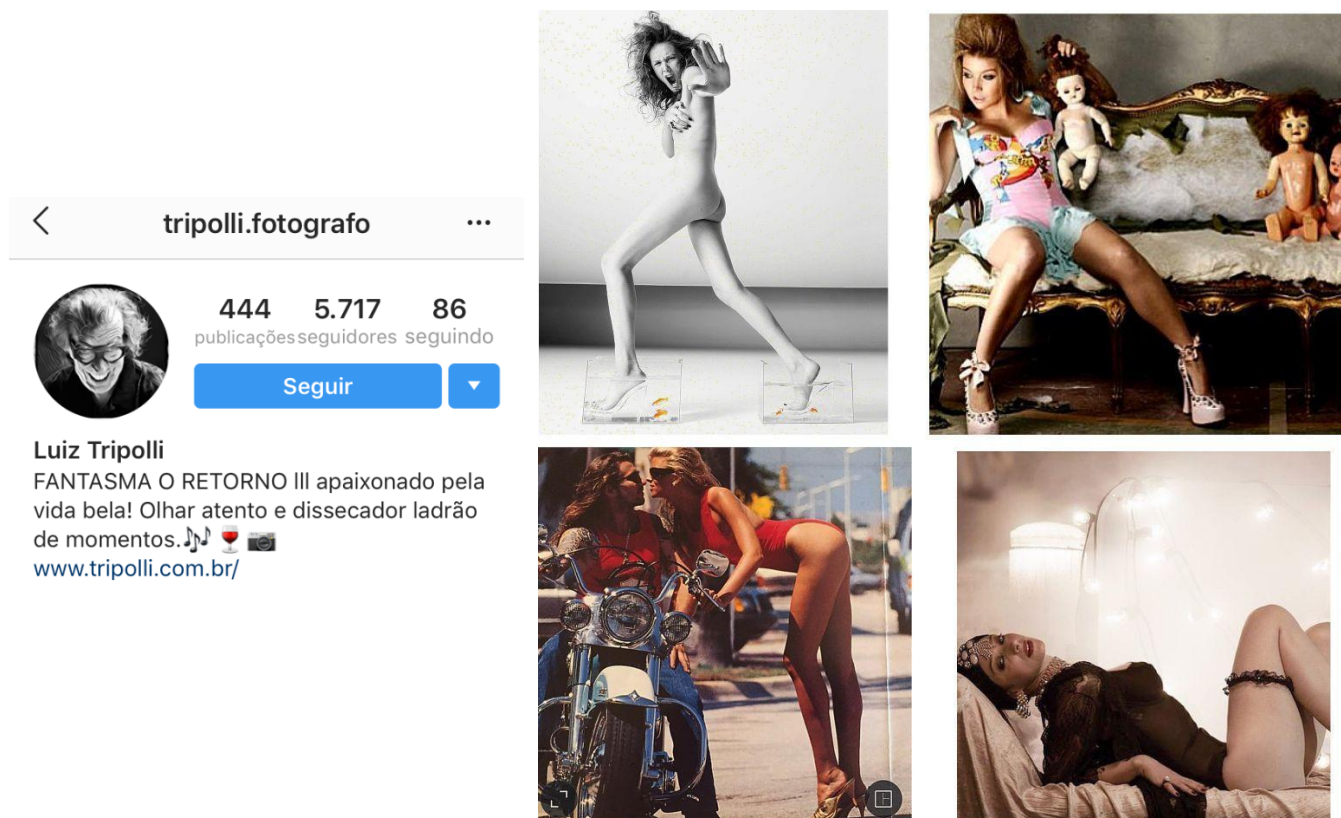 tripolli.fotografo
444 5.717 86
publicações seguidores seguindo
Seguir
Luiz Tripolli
FANTASMA O RETORNO lll apaixonado pela
vida bela! Olhar atento e dissecador ladrão
de momentos.🎶🍷📷
www.tripolli.com.br/